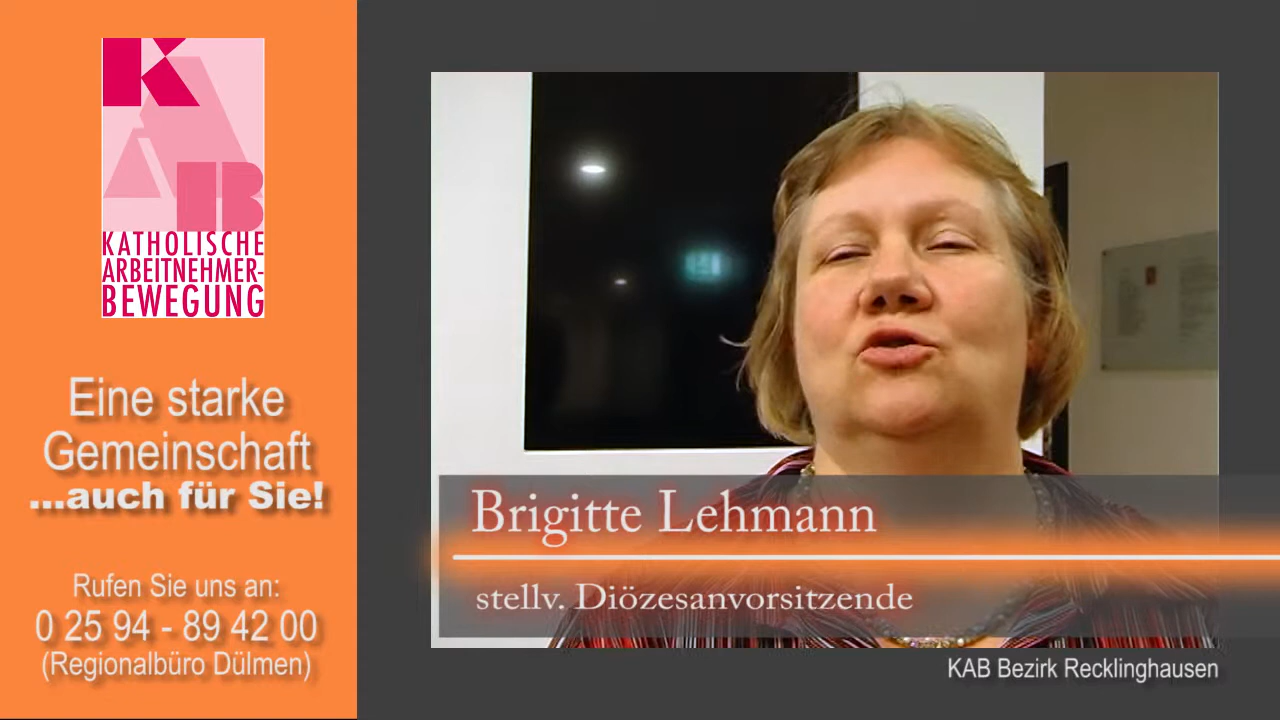 KAB
KATHOLISCHE
ARBEITNEHMER-
BEWEGUNG
Eine starke
Gemeinschaft
...auch für Sie!
Rufen Sie uns an:
0 25 94 - 89 42 00
(Regionalbüro Dülmen)
Brigitte Lehmann
stellv. Diözesanvorsitzende
KAB Bezirk Recklinghausen